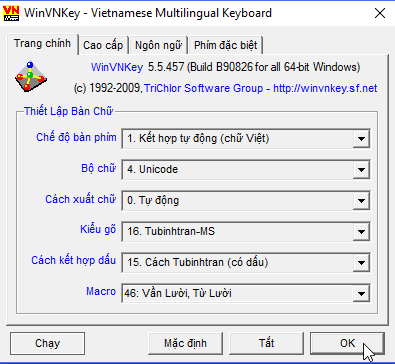 VN WinVNKey - Vietnamese Multilingual Keyboard
Trang chính Cao cấp Ngôn ngữ Phím đặc biệt
WinVNKey 5.5.457 (Build B90826 for all 64-bit Windows)
(c) 1992-2009, TriChlor Software Group - http://winvnkey.sf.net
Thiết Lập Bàn Chữ
Chế độ bàn phím 1. Kết hợp tự động (chữ Việt)
Bộ chữ 4. Unicode
Cách xuất chữ 0. Tự động
Kiểu gõ 16. Tubinhtran-MS
Cách kết hợp dấu 15. Cách Tubinhtran (có dấu)
Macro 46: Vần Lười, Từ Lười
Chạy Mặc định Tắt OK